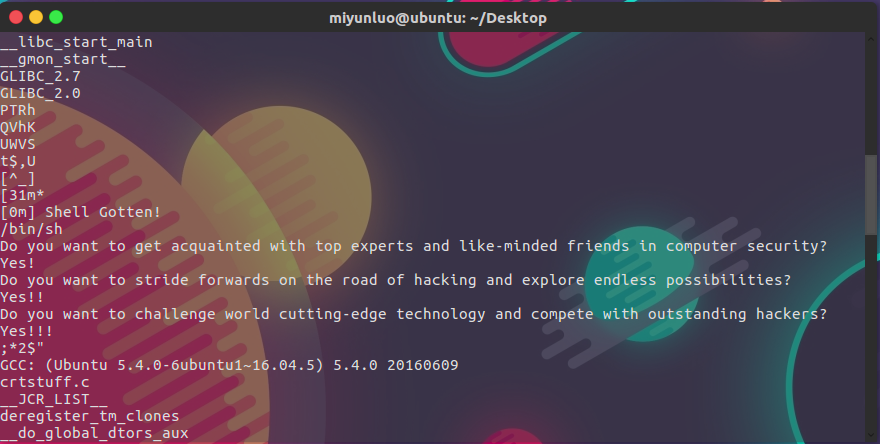 miyunluo@ubuntu: ~/Desktop
__libc_start_main
__gmon_start__
GLIBC_2.7
GLIBC_2.0
PTRh
QVhK
UWVS
t$,U
[^_]
[31m*
[0m] Shell Gotten!
/bin/sh
Do you want to get acquainted with top experts and like-minded friends in computer security?
Yes!
Do you want to stride forwards on the road of hacking and explore endless possibilities?
Yes!!
Do you want to challenge world cutting-edge technology and compete with outstanding hackers?
Yes!!!
;*2$"
GCC: (Ubuntu 5.4.0-6ubuntu1~16.04.5) 5.4.0 20160609
crtstuff.c
__JCR_LIST__
deregister_tm_clones
__do_global_dtors_aux